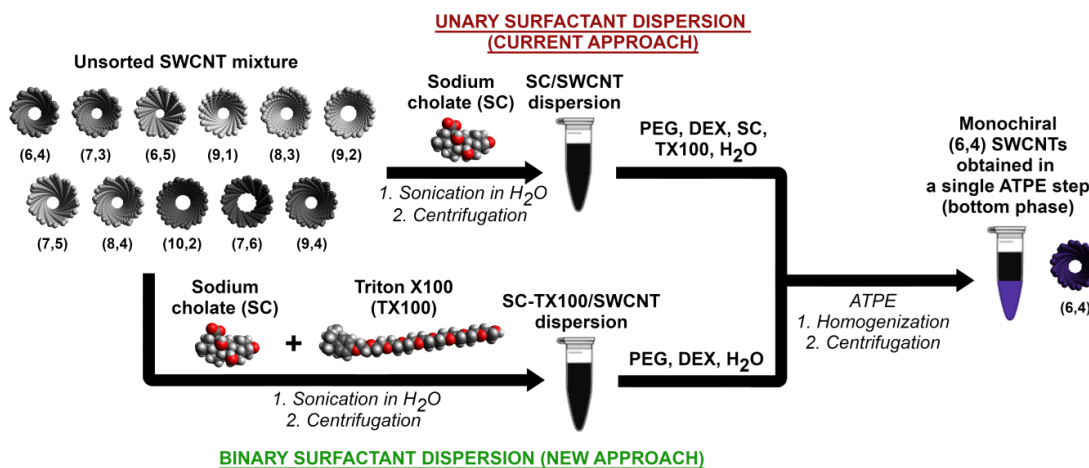 UNARY SURFACTANT DISPERSION
(CURRENT APPROACH)
Unsorted SWCNT mixture
(6,4) (7,3) (6,5) (9,1) (8,3) (9,2)
(7,5) (8,4) (10,2) (7,6) (9,4)
Sodium
cholate (SC)
1. Sonication in H₂O
2. Centrifugation
SC/SWCNT
dispersion
PEG, DEX, SC,
TX100, H₂O
Monochiral
(6,4) SWCNTs
obtained in
a single ATPE step
(bottom phase)
(6,4)
Sodium
cholate (SC)
+
Triton X100
(TX100)
1. Sonication in H₂O
2. Centrifugation
SC-TX100/SWCNT
dispersion
PEG, DEX, H₂O
ATPE
1. Homogenization
2. Centrifugation
BINARY SURFACTANT DISPERSION (NEW APPROACH)